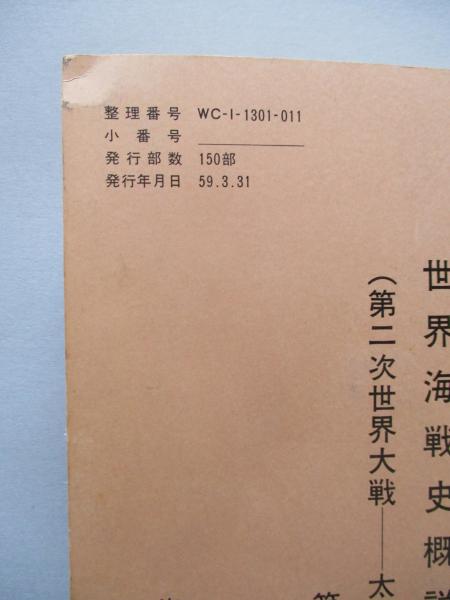 整理番号 WC-I-1301-011
小番号
発行部数 150部
発行年月日 59.3.31
世界海戦史概説
(第二次世界大戦——太
第